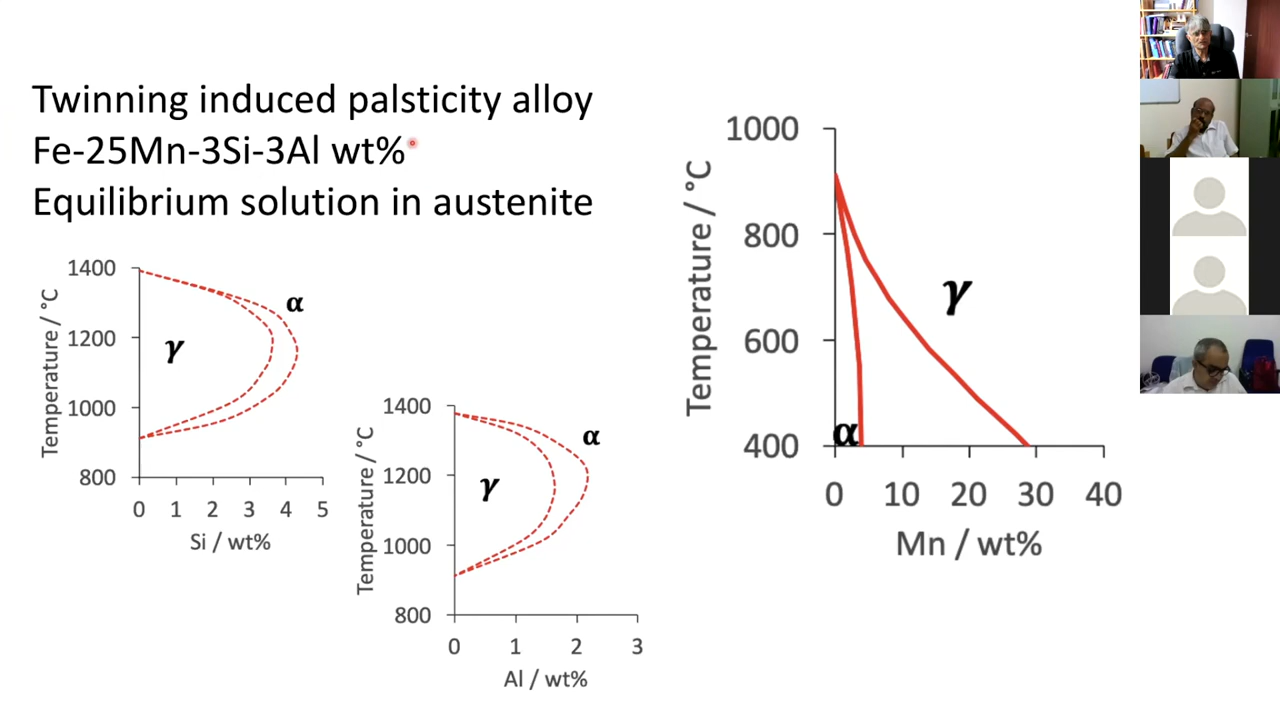 Twinning induced palsticity alloy
Fe-25Mn-3Si-3Al wt%
Equilibrium solution in austenite
1400
1200
1000
800
Temperature / °C
γ
α
0 1 2 3 4 5
Si / wt%
1400
1200
1000
800
Temperature / °C
γ
α
0 1 2 3
Al / wt%
1000
800
600
400
Temperature / °C
γ
α
0 10 20 30 40
Mn / wt%